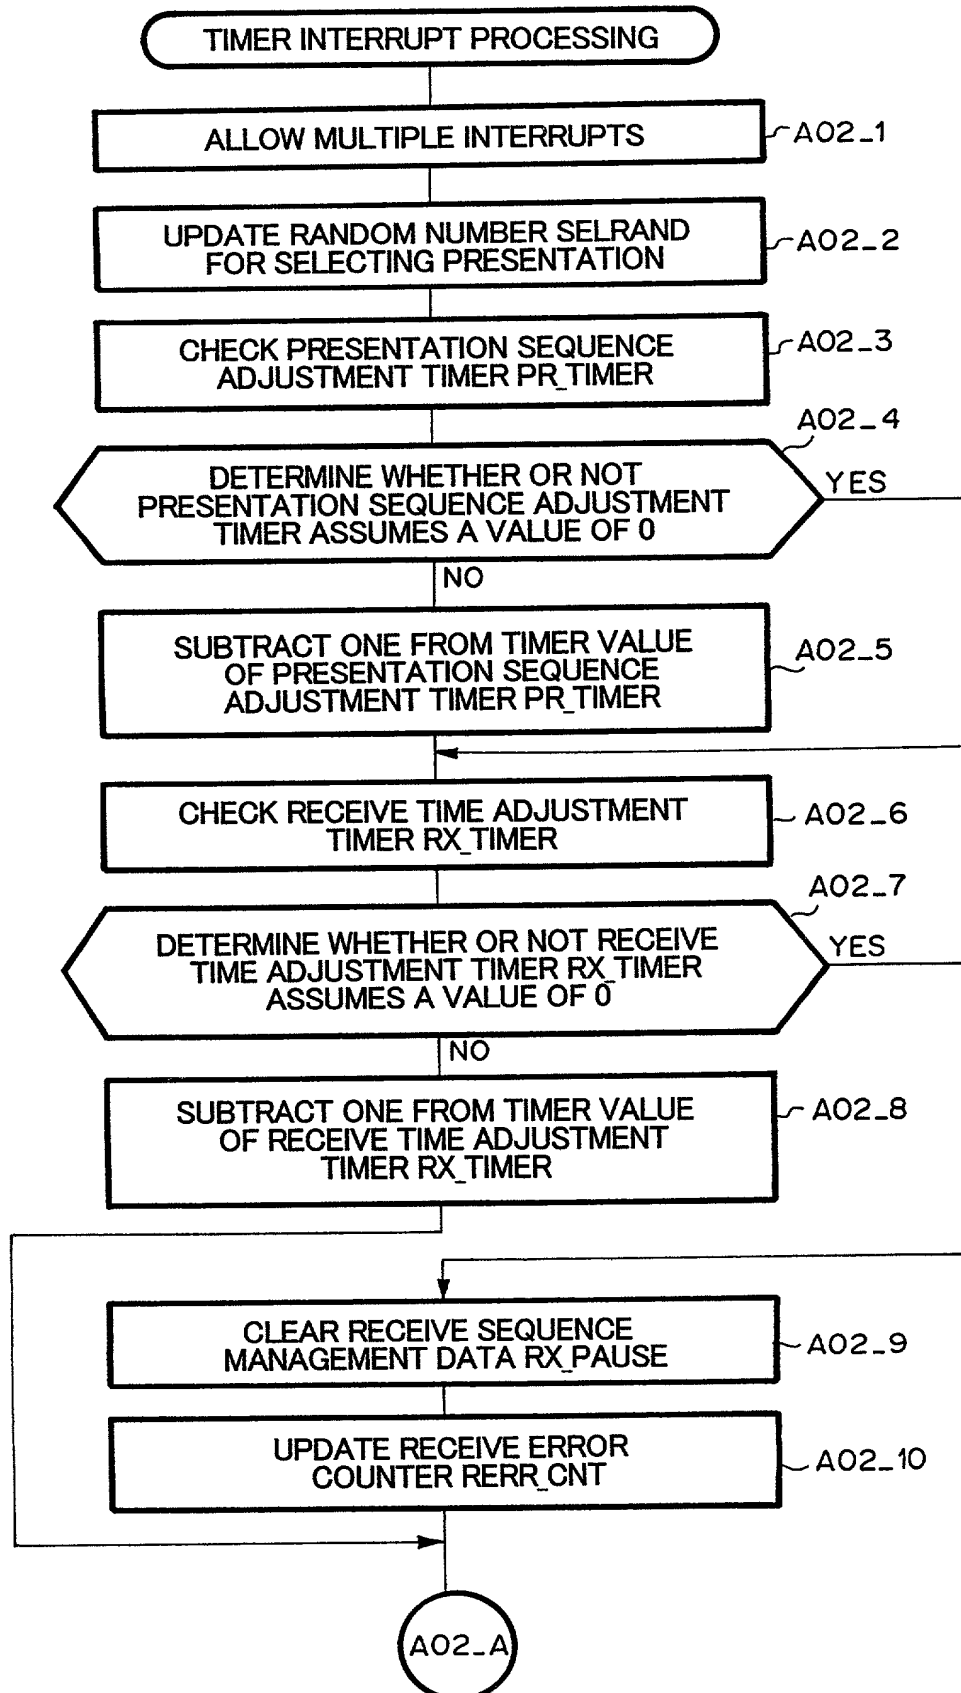 TIMER INTERRUPT PROCESSING
ALLOW MULTIPLE INTERRUPTS
A02_1
UPDATE RANDOM NUMBER SELRAND
FOR SELECTING PRESENTATION
A02_2
CHECK PRESENTATION SEQUENCE
ADJUSTMENT TIMER PR_TIMER
A02_3
A02_4
DETERMINE WHETHER OR NOT
PRESENTATION SEQUENCE ADJUSTMENT
TIMER ASSUMES A VALUE OF 0
YES
NO
SUBTRACT ONE FROM TIMER VALUE
OF PRESENTATION SEQUENCE
ADJUSTMENT TIMER PR_TIMER
A02_5
CHECK RECEIVE TIME ADJUSTMENT
TIMER RX_TIMER
A02_6
A02_7
DETERMINE WHETHER OR NOT RECEIVE
TIME ADJUSTMENT TIMER RX_TIMER
ASSUMES A VALUE OF 0
YES
NO
SUBTRACT ONE FROM TIMER VALUE
OF RECEIVE TIME ADJUSTMENT
TIMER RX_TIMER
A02_8
CLEAR RECEIVE SEQUENCE
MANAGEMENT DATA RX_PAUSE
A02_9
UPDATE RECEIVE ERROR
COUNTER RERR_CNT
A02_10
A02_A